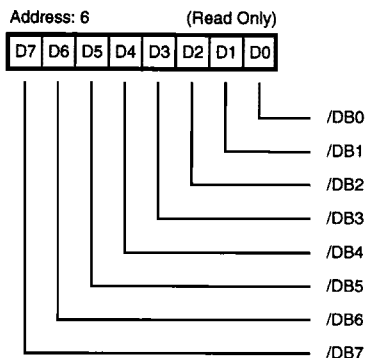 Address: 6 (Read Only)
D7 D6 D5 D4 D3 D2 D1 D0
/DB0
/DB1
/DB2
/DB3
/DB4
/DB5
/DB6
/DB7